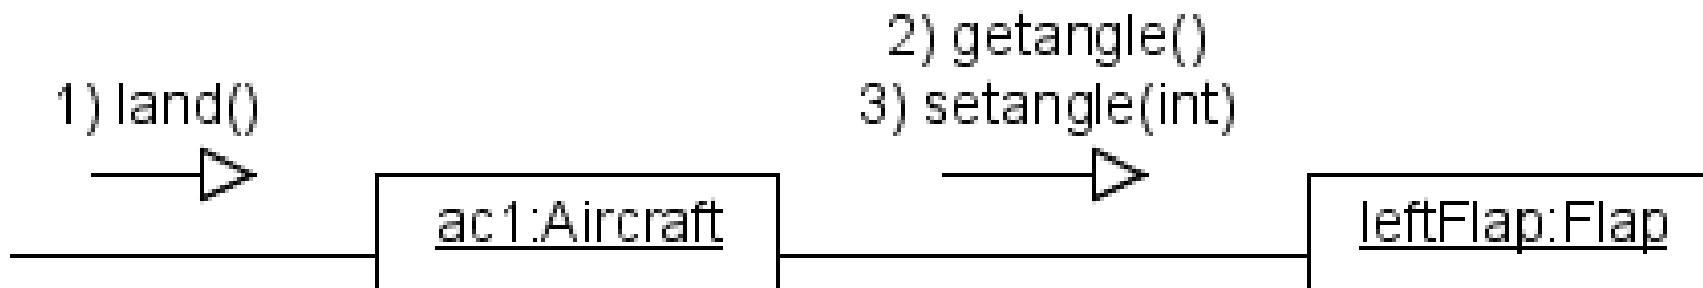 1) land()
2) getangle()
3) setangle(int)
ac1:Aircraft
leftFlap:Flap